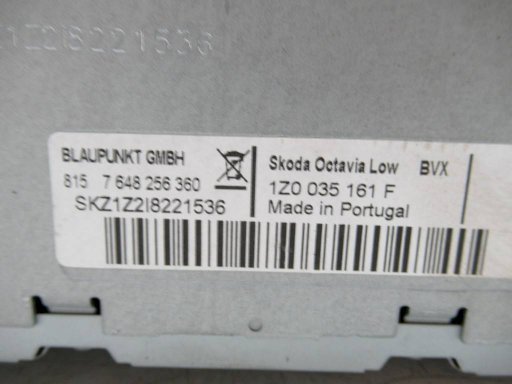 1Z2I8221536
BLAUPUNKT GMBH
815 7 648 256 360
SKZ1Z2I8221536
Skoda Octavia Low BVX
1Z0 035 161 F
Made in Portugal